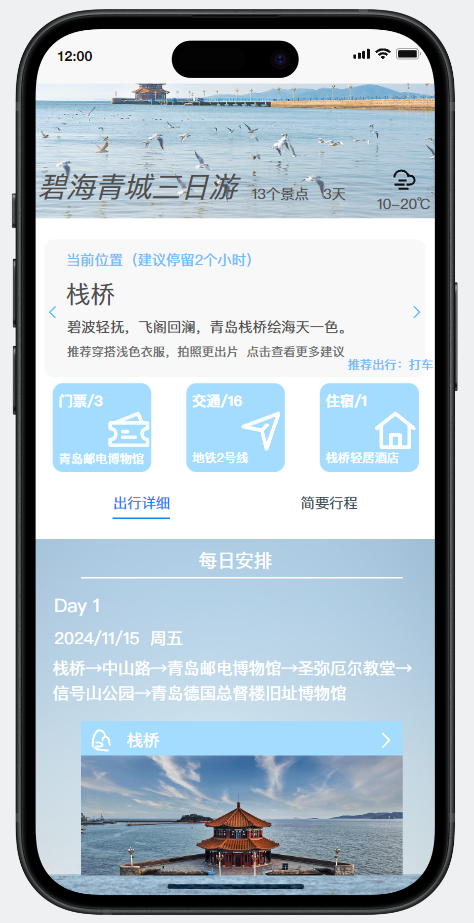 12:00
碧海青城三日游 13个景点 3天
10-20℃
当前位置（建议停留2个小时）
栈桥
碧波轻抚，飞阁回澜，青岛栈桥绘海天一色。
推荐穿搭浅色衣服，拍照更出片 点击查看更多建议
推荐出行：打车
门票/3 交通/16 住宿/1
青岛邮电博物馆 地铁2号线 栈桥轻居酒店
出行详细 简要行程
每日安排
Day 1
2024/11/15 周五
栈桥→中山路→青岛邮电博物馆→圣弥厄尔教堂→
信号山公园→青岛德国总督楼旧址博物馆
栈桥